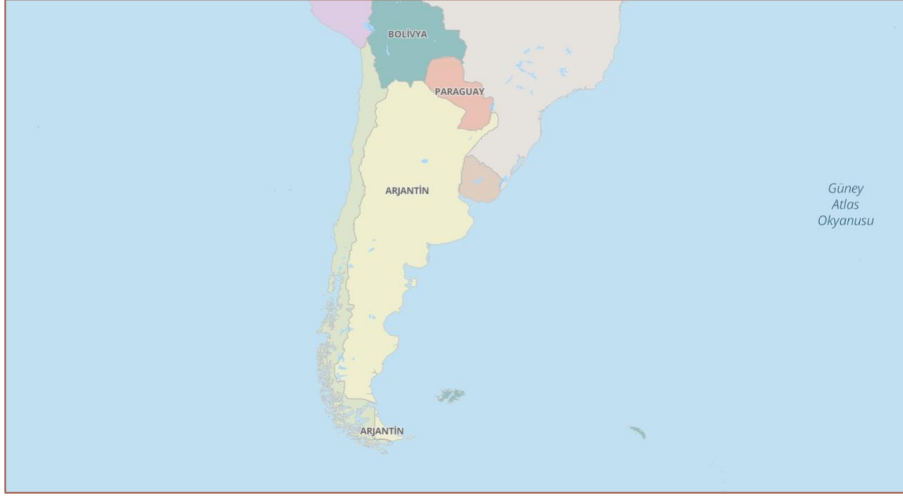 BOLİVYA
PARAGUAY
ARJANTİN
Güney
Atlas
Okyanusu
ARJANTİN